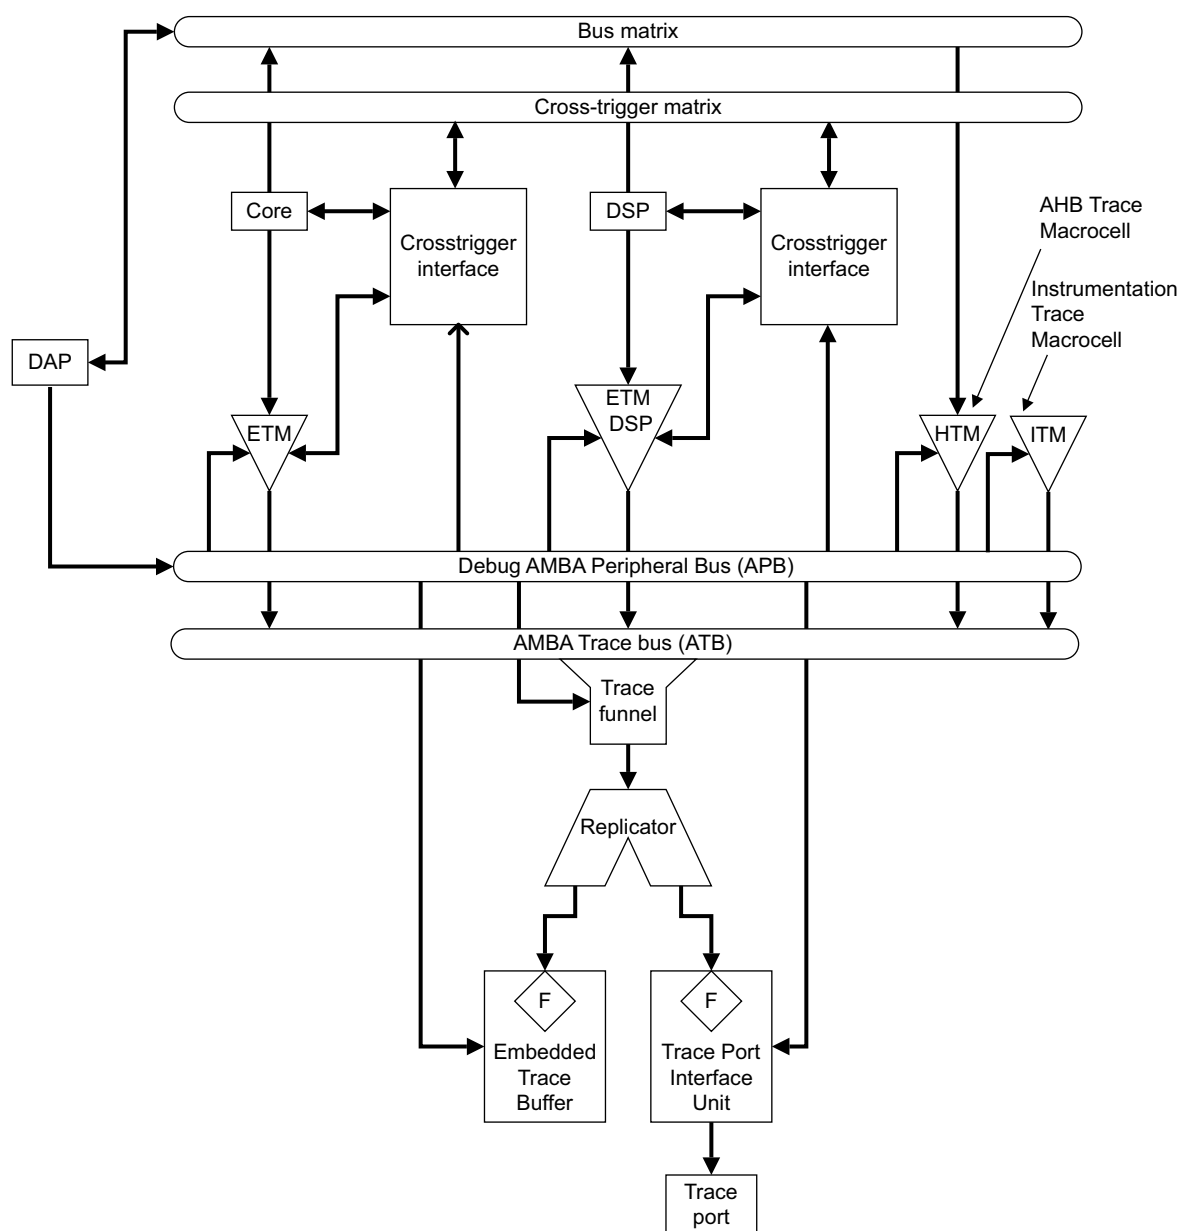 Bus matrix
Cross-trigger matrix
Core
Crosstrigger
interface
DSP
Crosstrigger
interface
AHB Trace
Macrocell
Instrumentation
Trace
Macrocell
DAP
ETM
ETM
DSP
HTM
ITM
Debug AMBA Peripheral Bus (APB)
AMBA Trace bus (ATB)
Trace
funnel
Replicator
F
Embedded
Trace
Buffer
F
Trace Port
Interface
Unit
Trace
port